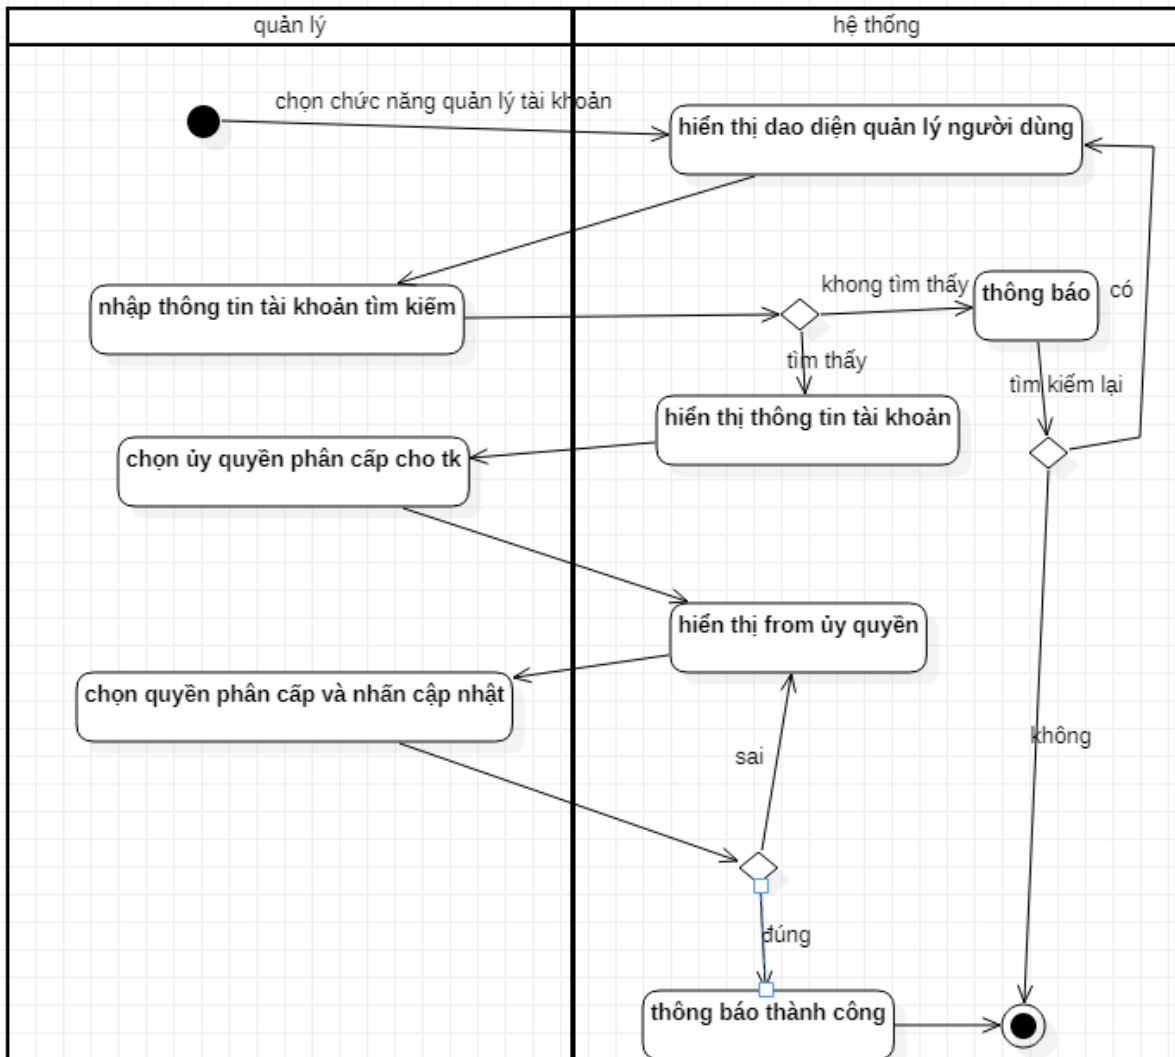 quản lý
hệ thống
chọn chức năng quản lý tài khoản
hiển thị dao diện quản lý người dùng
nhập thông tin tài khoản tìm kiếm
khong tìm thấy
thông báo
có
tìm thấy
tìm kiếm lại
hiển thị thông tin tài khoản
chọn ủy quyền phân cấp cho tk
hiển thị from ủy quyền
chọn quyền phân cấp và nhấn cập nhật
sai
không
đúng
thông báo thành công